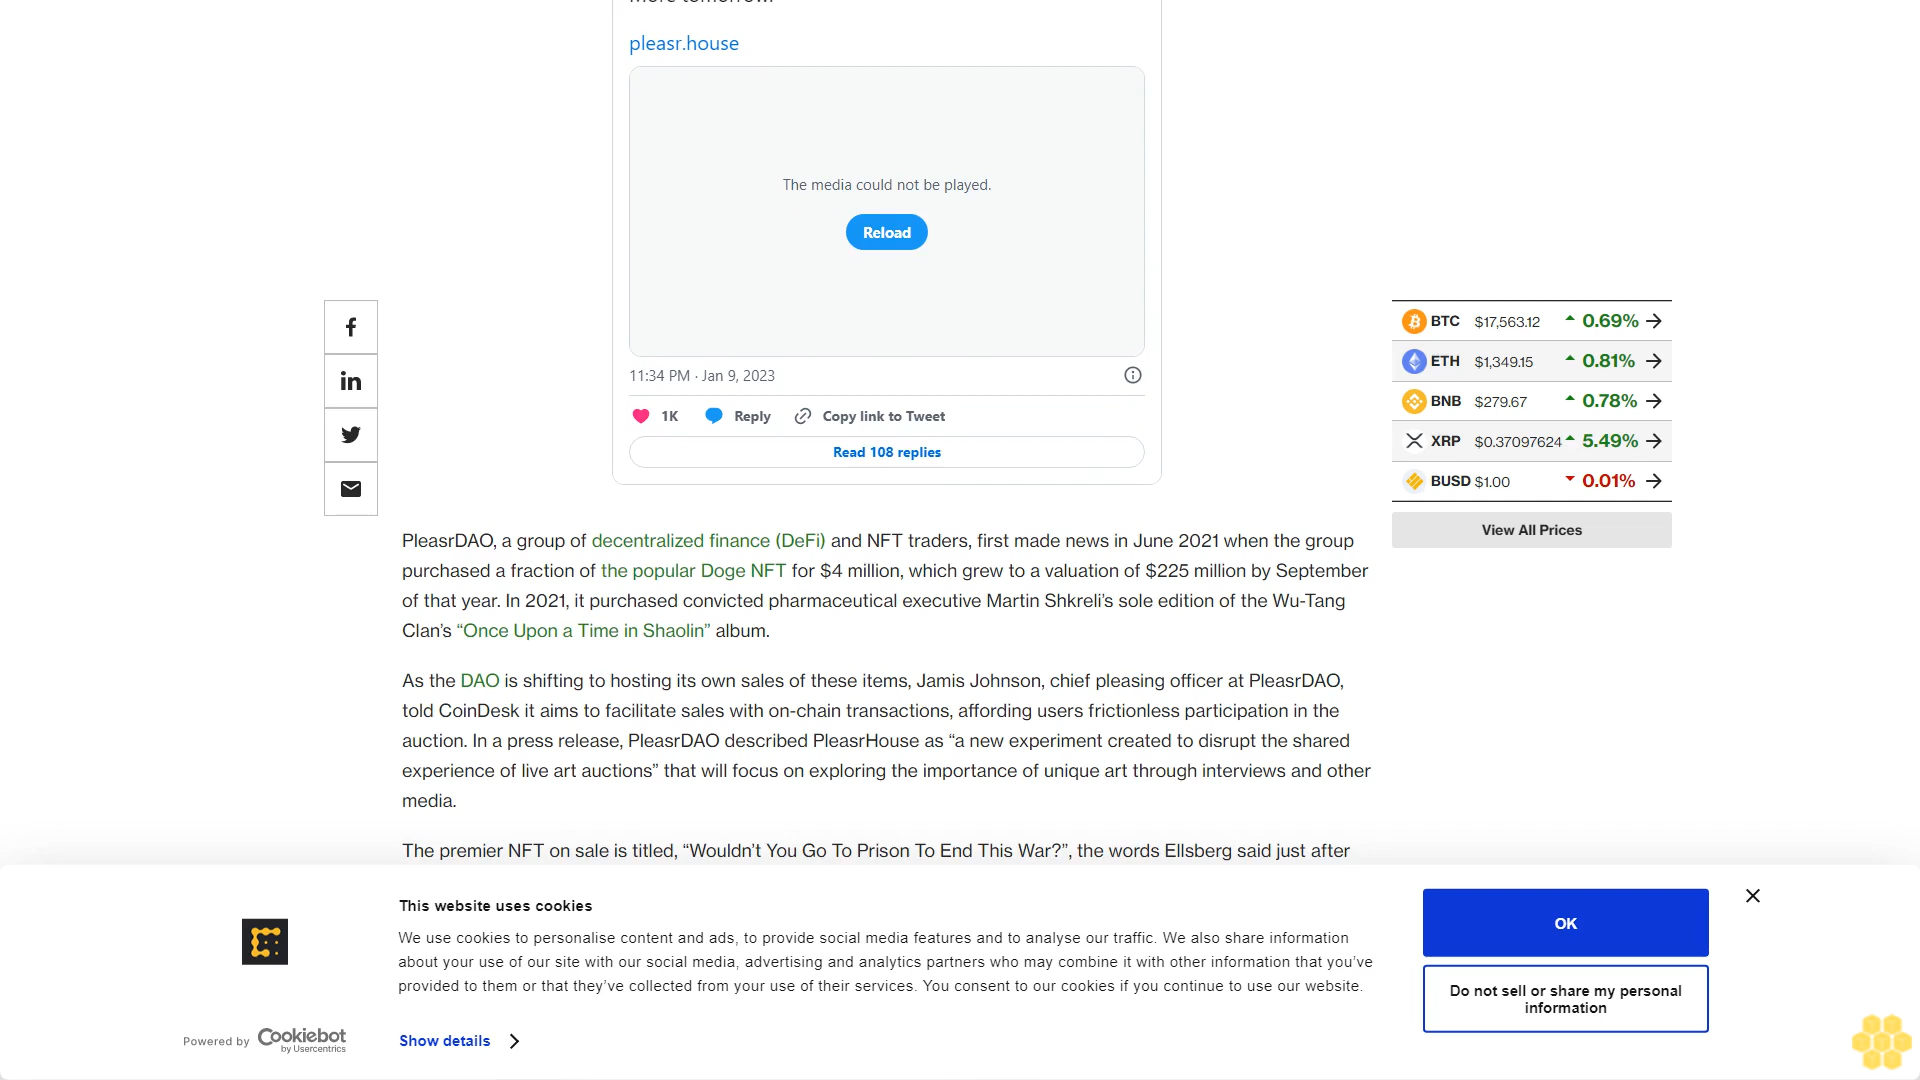 pleasr.house
The media could not be played.
Reload
11:34 PM · Jan 9, 2023
1K Reply Copy link to Tweet
Read 108 replies
BTC $17,563.12 0.69%
ETH $1,349.15 0.81%
BNB $279.67 0.78%
XRP $0.37097624 5.49%
BUSD $1.00 0.01%
View All Prices
PleasrDAO, a group of decentralized finance (DeFi) and NFT traders, first made news in June 2021 when the group
purchased a fraction of the popular Doge NFT for $4 million, which grew to a valuation of $225 million by September
of that year. In 2021, it purchased convicted pharmaceutical executive Martin Shkreli’s sole edition of the Wu-Tang
Clan’s “Once Upon a Time in Shaolin” album.
As the DAO is shifting to hosting its own sales of these items, Jamis Johnson, chief pleasing officer at PleasrDAO,
told CoinDesk it aims to facilitate sales with on-chain transactions, affording users frictionless participation in the
auction. In a press release, PleasrDAO described PleasrHouse as “a new experiment created to disrupt the shared
experience of live art auctions” that will focus on exploring the importance of unique art through interviews and other
media.
The premier NFT on sale is titled, “Wouldn’t You Go To Prison To End This War?”, the words Ellsberg said just after
This website uses cookies
We use cookies to personalise content and ads, to provide social media features and to analyse our traffic. We also share information
about your use of our site with our social media, advertising and analytics partners who may combine it with other information that you’ve
provided to them or that they’ve collected from your use of their services. You consent to our cookies if you continue to use our website.
Show details
OK
Do not sell or share my personal
information
Powered by Cookiebot
by Usercentrics